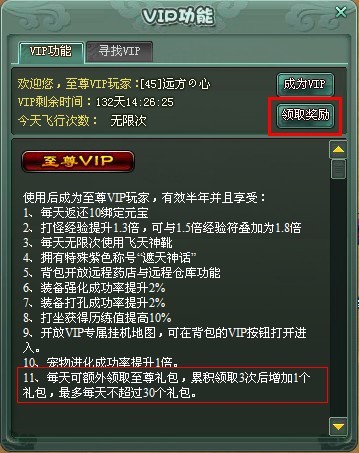 VIP功能
VIP功能 寻找VIP
欢迎您，至尊VIP玩家:[45]远方の心 成为VIP
VIP剩余时间：132天14:26:25
今天飞行次数： 无限次 领取奖励
至尊VIP
使用后成为至尊VIP玩家，有效半年并且享受：
1、每天返还10绑定元宝
2、打怪经验提升1.3倍，可与1.5倍经验符叠加为1.8倍
3、每天无限次使用飞天神靴
4、拥有特殊紫色称号“遮天神话”
5、背包开放远程药店与远程仓库功能
6、装备强化成功率提升2%
7、装备打孔成功率提升2%
8、打坐获得历练值提高10%
9、开放VIP专属挂机地图，可在背包的VIP按钮打开进
入。
10、宠物进化成功率提升1倍。
11、每天可额外领取至尊礼包，累积领取3次后增加1个
礼包，最多每天不超过30个礼包。